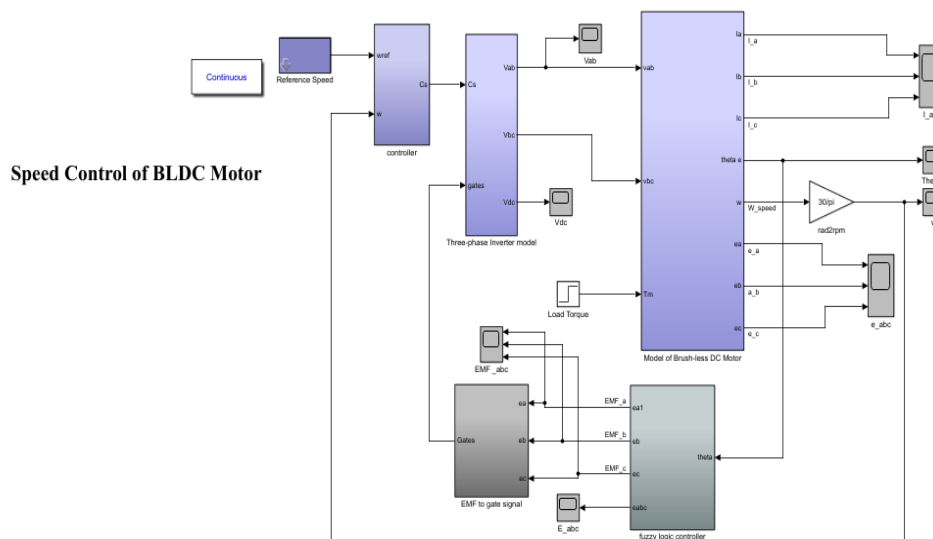 Continuous
Reference Speed
wref
Cs
w
controller
Speed Control of BLDC Motor
Cs
Vab
Vbc
gates
Vdc
Three-phase Inverter model
Vab
Vdc
vab
vbc
Tm
Ia
Ib
Ic
theta e
w
ea
eb
ec
Model of Brush-less DC Motor
I_a
I_b
I_c
W_speed
e_a
a_b
e_c
30/pi
rad2rpm
e_abc
Load Torque
EMF _abc
ea
Gates
eb
ec
EMF to gate signal
EMF_a
EMF_b
EMF_c
ea1
eb
theta
ec
eabc
fuzzy logic controller
E_abc